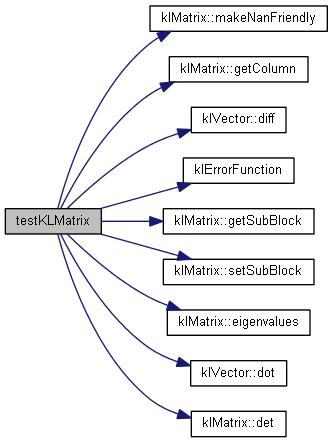 klMatrix::makeNanFriendly
klMatrix::getColumn
klVector::diff
klErrorFunction
testKLMatrix
klMatrix::getSubBlock
klMatrix::setSubBlock
klMatrix::eigenvalues
klVector::dot
klMatrix::det